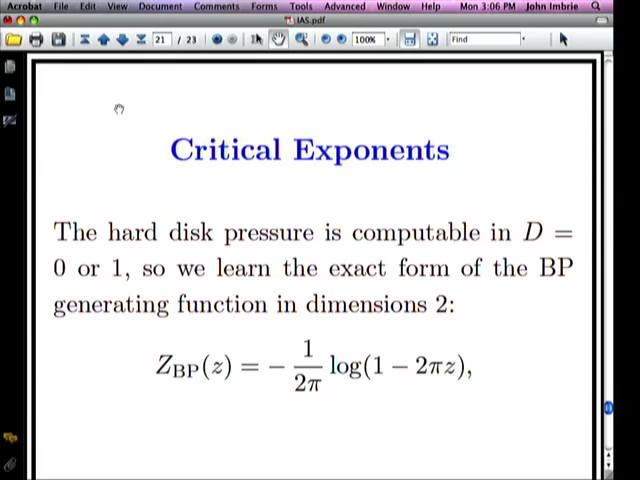 Acrobat File Edit View Document Comments Forms Tools Advanced Window Help Mon 3:06 PM John Imbrie
IAS.pdf
21 / 23 100% Find
Critical Exponents
The hard disk pressure is computable in D =
0 or 1, so we learn the exact form of the BP
generating function in dimensions 2:
Z_BP(z) = − 1/2π log(1 − 2πz),